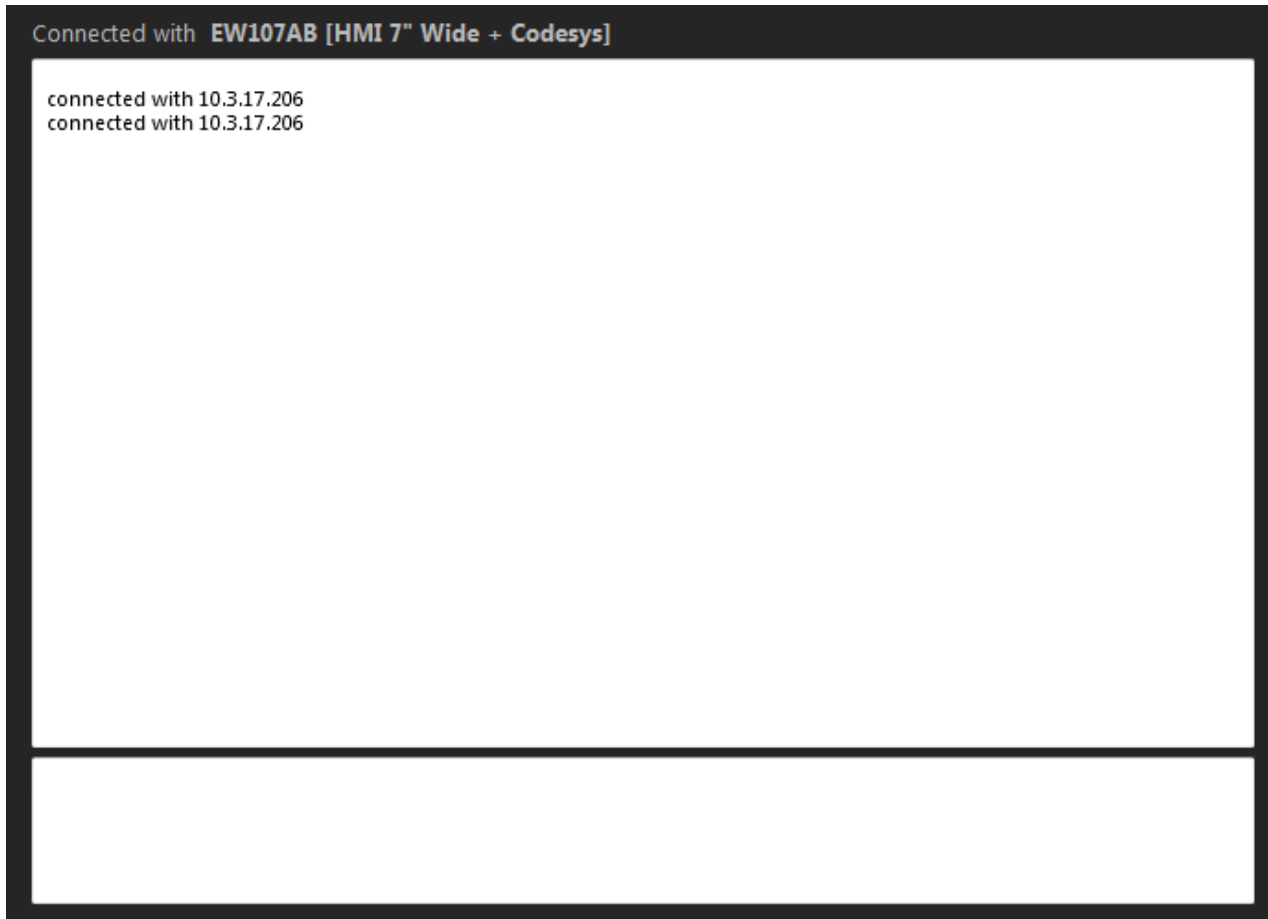 Connected with EW107AB [HMI 7" Wide + Codesys]
connected with 10.3.17.206
connected with 10.3.17.206